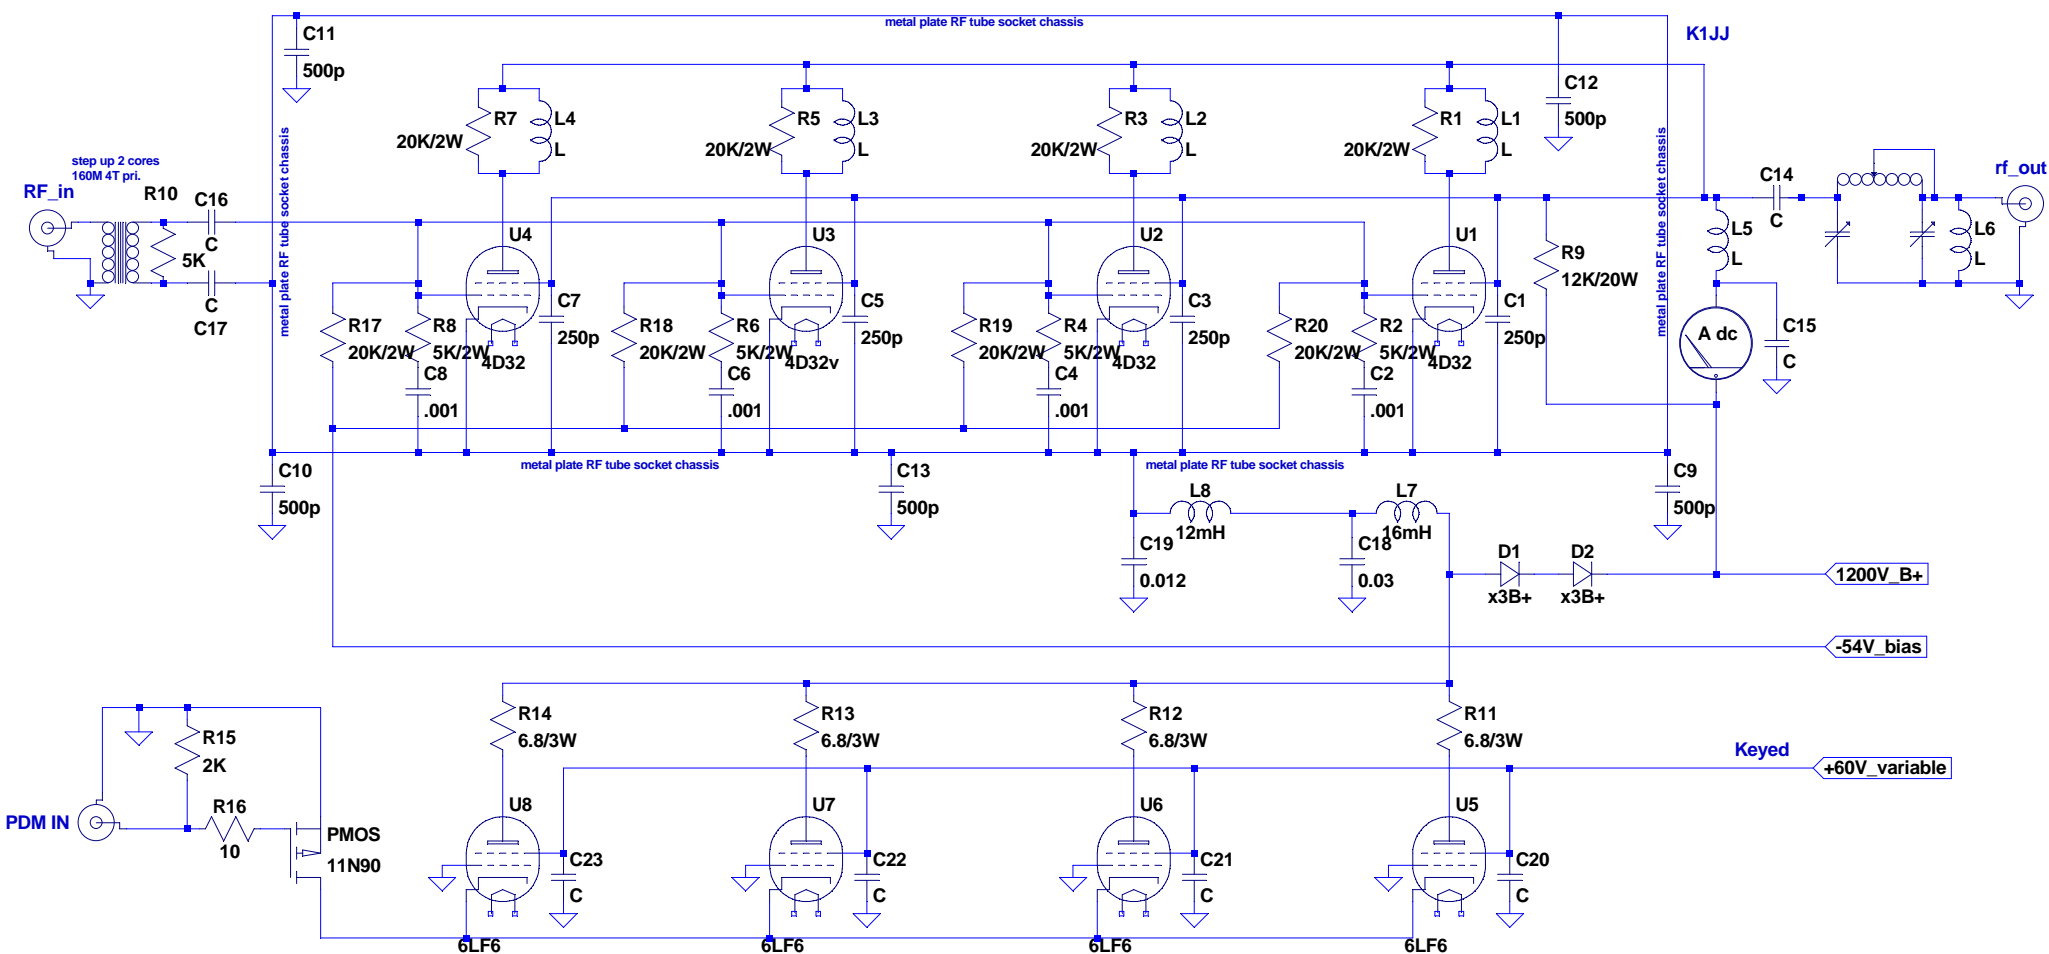 metal plate RF tube socket chassis
K1JJ
C11
500p
C12
500p
R7
20K/2W
L4
L
R5
20K/2W
L3
L
R3
20K/2W
L2
L
R1
20K/2W
L1
L
metal plate RF tube socket chassis
metal plate RF tube socket chassis
step up 2 cores
160M 4T pri.
RF_in
R10
5K
C16
C
C
C17
C14
C
rf_out
L5
L
L6
L
U4
U3
U2
U1
R9
12K/20W
C7
250p
C5
250p
C3
250p
C1
250p
A dc
C15
C
R17
20K/2W
R8
5K/2W
4D32
R18
20K/2W
R6
5K/2W
4D32v
R19
20K/2W
R4
5K/2W
4D32
R20
20K/2W
R2
5K/2W
4D32
C8
.001
C6
.001
C4
.001
C2
.001
metal plate RF tube socket chassis
metal plate RF tube socket chassis
C10
500p
C13
500p
C9
500p
L8
12mH
L7
16mH
C19
0.012
C18
0.03
D1
x3B+
D2
x3B+
1200V_B+
-54V_bias
R14
6.8/3W
R13
6.8/3W
R12
6.8/3W
R11
6.8/3W
Keyed
+60V_variable
R15
2K
R16
10
PDM IN
PMOS
11N90
U8
U7
U6
U5
C23
C
C22
C
C21
C
C20
C
6LF6
6LF6
6LF6
6LF6